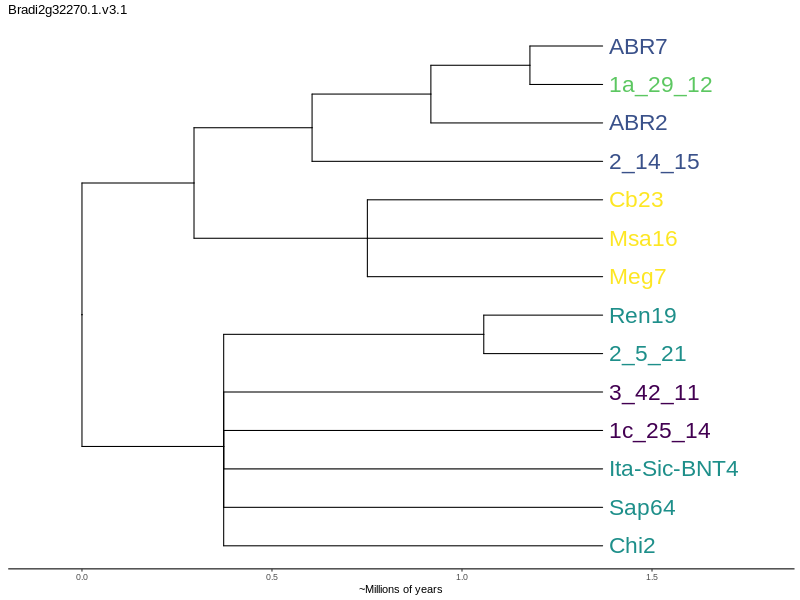 Bradi2g32270.1.v3.1
ABR7
1a_29_12
ABR2
2_14_15
Cb23
Msa16
Meg7
Ren19
2_5_21
3_42_11
1c_25_14
Ita-Sic-BNT4
Sap64
Chi2
0.0 0.5 1.0 1.5
~Millions of years